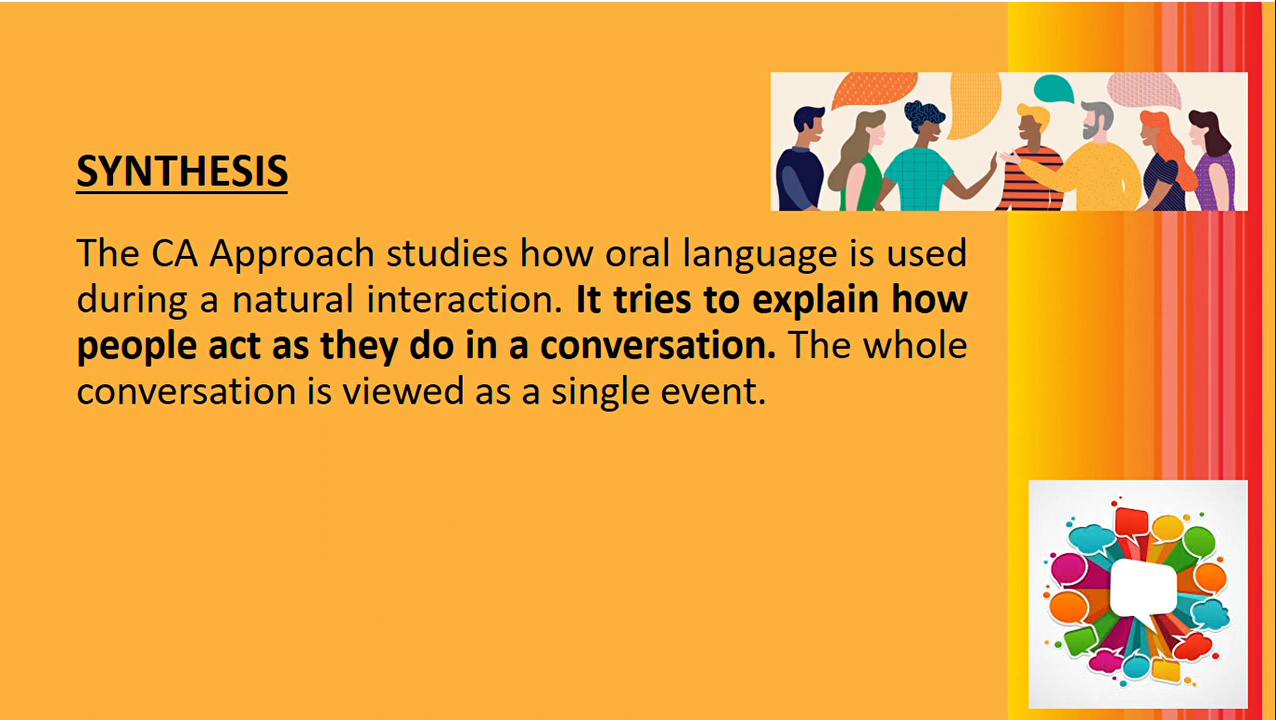 SYNTHESIS
The CA Approach studies how oral language is used
during a natural interaction. It tries to explain how
people act as they do in a conversation. The whole
conversation is viewed as a single event.